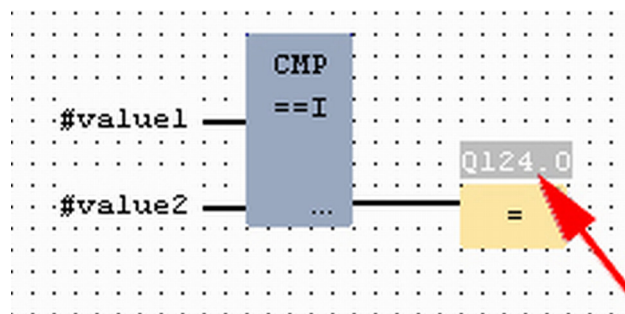 CMP
==I
#value1
Q124.0
#value2
...
=